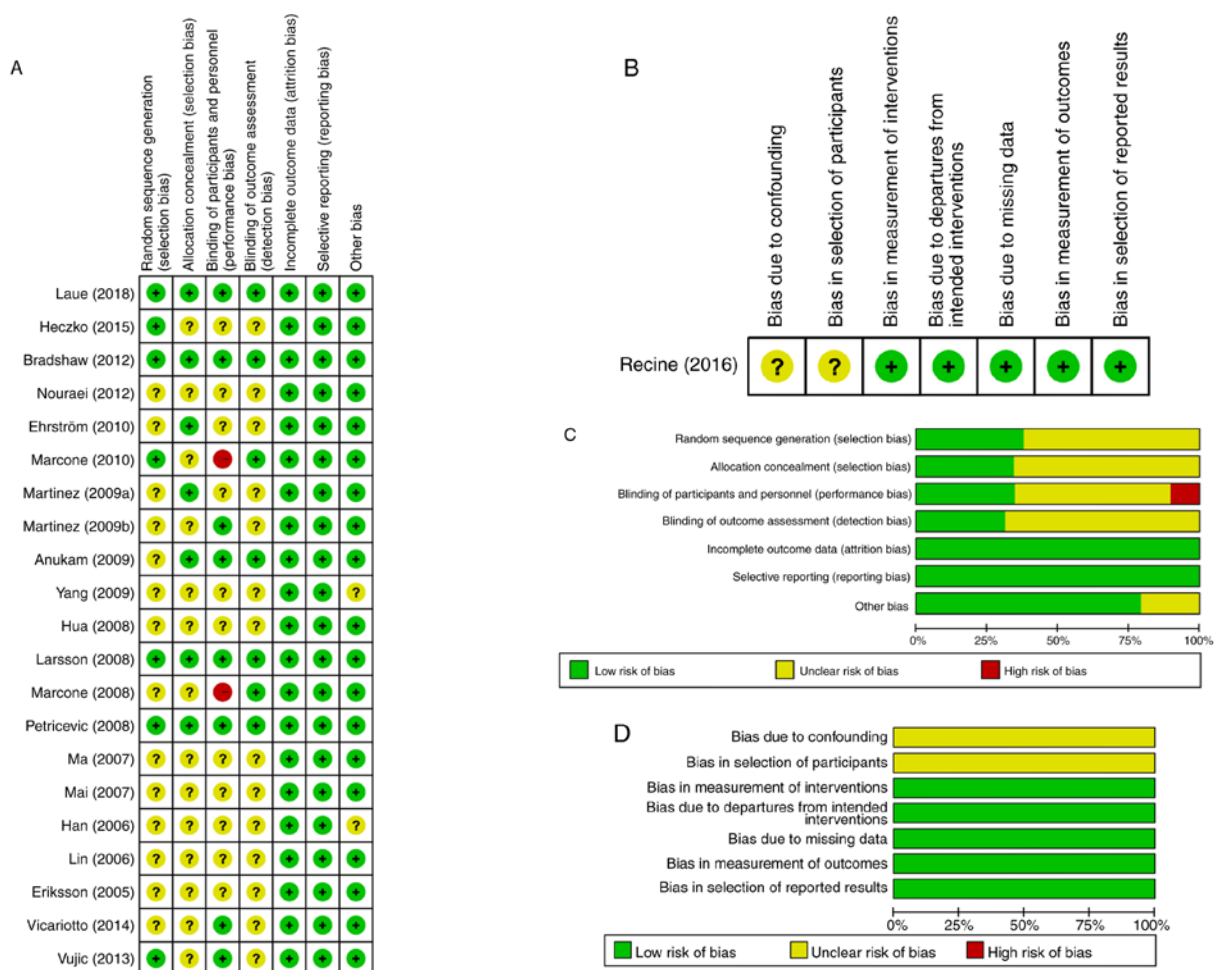 A
Random sequence generation
(selection bias)
Allocation concealment (selection bias)
Binding of participants and personnel
(performance bias)
Blinding of outcome assessment
(detection bias)
Incomplete outcome data (attrition bias)
Selective reporting (reporting bias)
Other bias
Laue (2018) + + + + + + +
Heczko (2015) + ? ? ? + + +
Bradshaw (2012) + + + + + + +
Nouraei (2012) ? ? ? ? + + +
Ehrström (2010) ? + ? ? + + +
Marcone (2010) + ? - + + + +
Martinez (2009a) ? + ? ? + + +
Martinez (2009b) ? ? + ? + + +
Anukam (2009) ? + + + + + +
Yang (2009) ? ? ? ? + + ?
Hua (2008) ? ? ? ? + + +
Larsson (2008) + + + + + + +
Marcone (2008) ? ? - + + + +
Petricevic (2008) + + + + + + +
Ma (2007) ? ? ? ? + + +
Mai (2007) ? ? ? ? + + +
Han (2006) ? ? ? ? + + ?
Lin (2006) ? ? ? ? + + +
Eriksson (2005) ? ? ? ? + + +
Vicariotto (2014) ? ? + ? + + +
Vujic (2013) + ? + ? + + +
B
Bias due to confounding
Bias in selection of participants
Bias in measurement of interventions
Bias due to departures from
intended interventions
Bias due to missing data
Bias in measurement of outcomes
Bias in selection of reported results
Recine (2016) ? ? + + + + +
C
Random sequence generation (selection bias)
Allocation concealment (selection bias)
Blinding of participants and personnel (performance bias)
Blinding of outcome assessment (detection bias)
Incomplete outcome data (attrition bias)
Selective reporting (reporting bias)
Other bias
0% 25% 50% 75% 100%
Low risk of bias Unclear risk of bias High risk of bias
D
Bias due to confounding
Bias in selection of participants
Bias in measurement of interventions
Bias due to departures from intended
interventions
Bias due to missing data
Bias in measurement of outcomes
Bias in selection of reported results
0% 25% 50% 75% 100%
Low risk of bias Unclear risk of bias High risk of bias